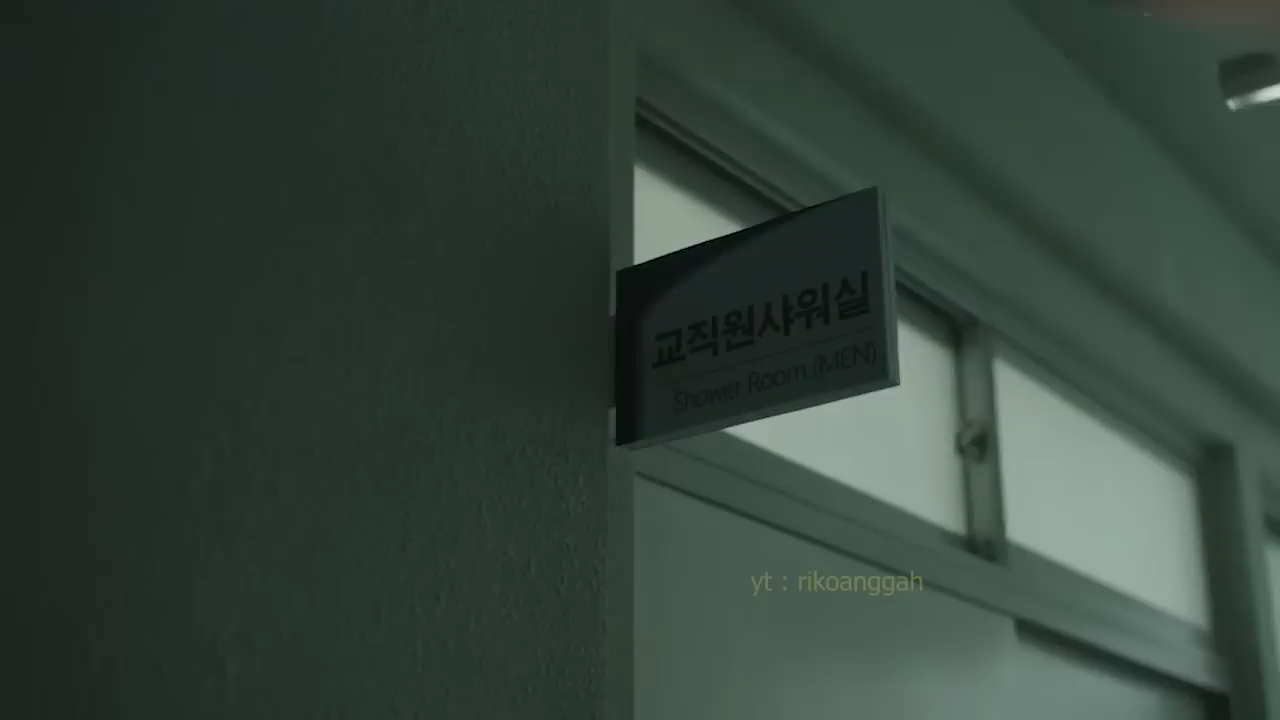 교직원샤워실
Shower Room (MEN)
yt : rikoanggah